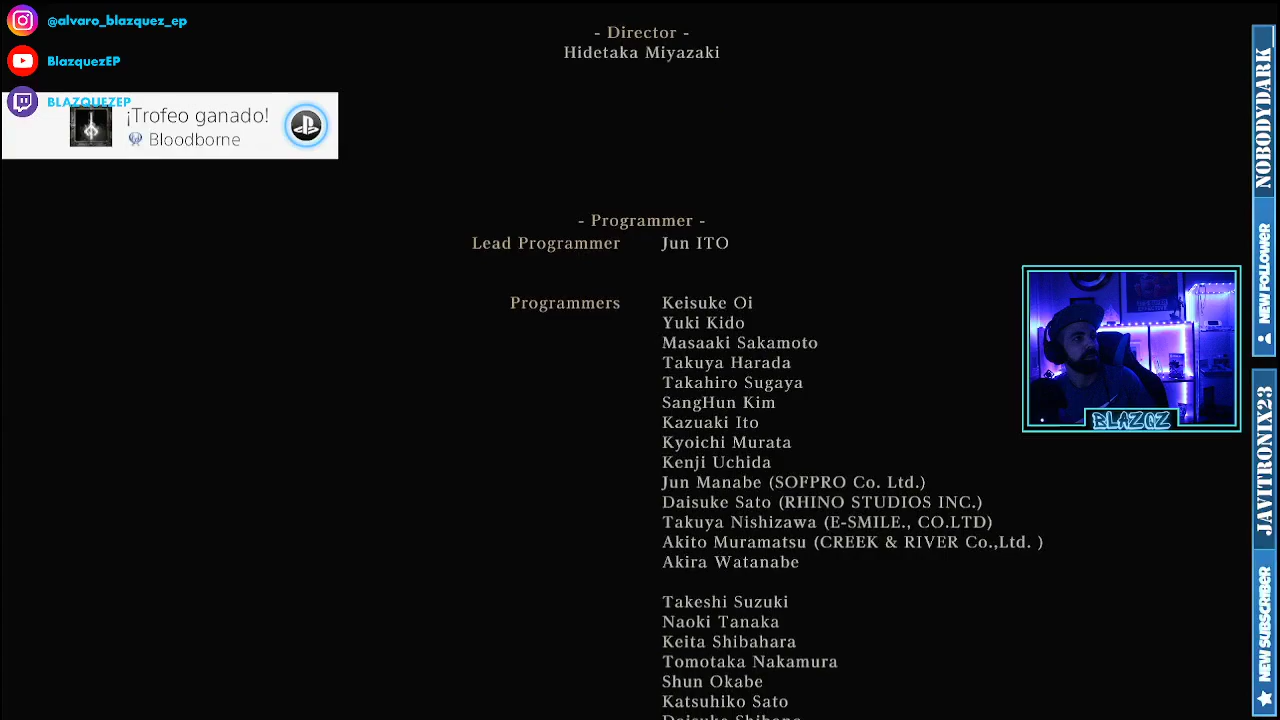 @alvaro_blazquez_ep
BlazquezEP
BLAZQUEZEP
¡Trofeo ganado!
Bloodborne
- Director -
Hidetaka Miyazaki
- Programmer -
Lead Programmer Jun ITO
Programmers Keisuke Oi
Yuki Kido
Masaaki Sakamoto
Takuya Harada
Takahiro Sugaya
SangHun Kim
Kazuaki Ito
Kyoichi Murata
Kenji Uchida
Jun Manabe (SOFPRO Co. Ltd.)
Daisuke Sato (RHINO STUDIOS INC.)
Takuya Nishizawa (E-SMILE., CO.LTD)
Akito Muramatsu (CREEK & RIVER Co.,Ltd. )
Akira Watanabe
Takeshi Suzuki
Naoki Tanaka
Keita Shibahara
Tomotaka Nakamura
Shun Okabe
Katsuhiko Sato
BLAZQZ
NEW FOLLOWER NOBODYDARK
NEW SUBSCRIBER JAVITRONIX23